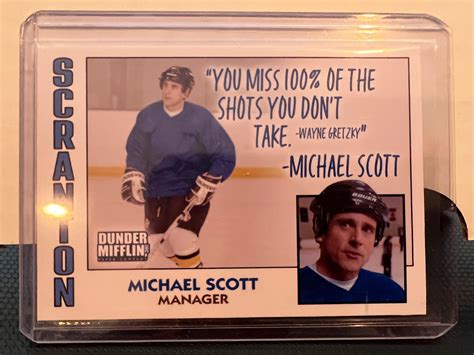 SCRANTON
"YOU MISS 100% OF THE
SHOTS YOU DON'T
TAKE. -WAYNE GRETZKY"
-MICHAEL SCOTT
BAUER
DUNDER
MIFFLIN
MICHAEL SCOTT
MANAGER